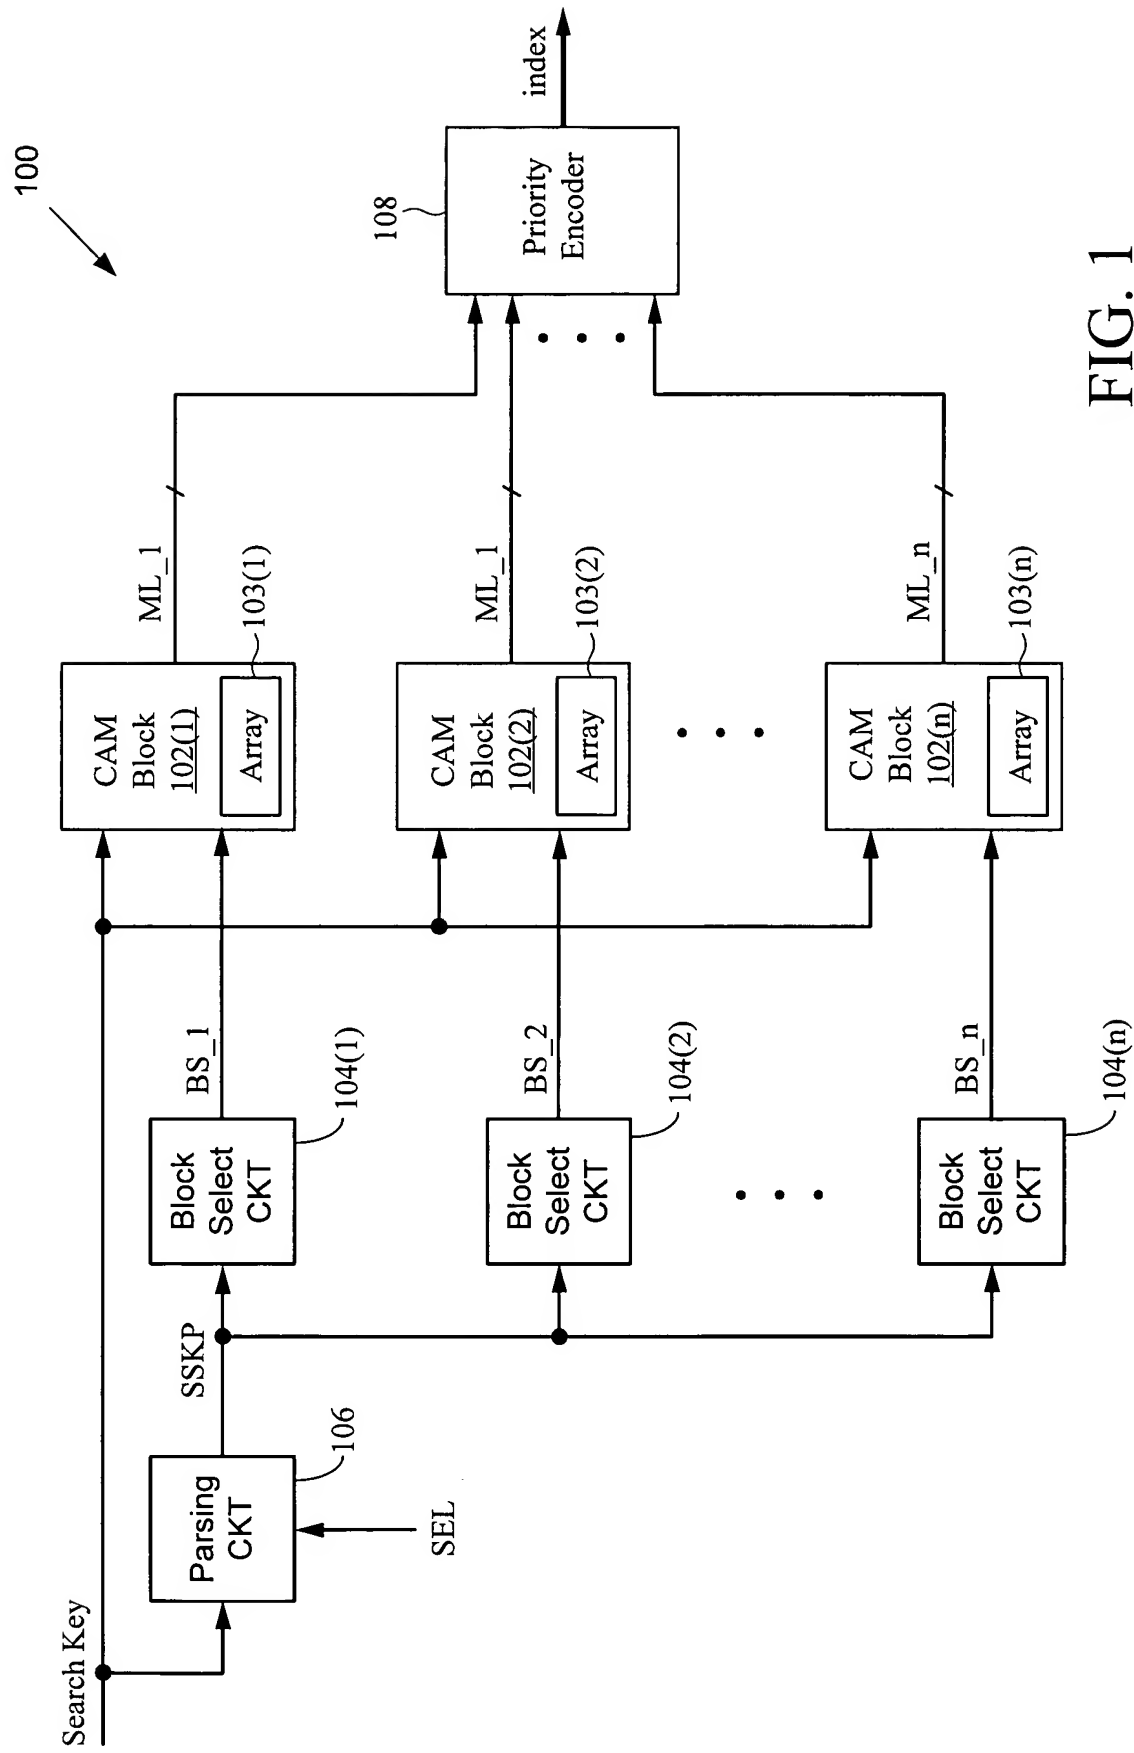 100
Search Key
Parsing
CKT
106
SEL
SSKP
Block
Select
CKT
104(1)
BS_1
CAM
Block
102(1)
Array
103(1)
ML_1
Block
Select
CKT
104(2)
BS_2
CAM
Block
102(2)
Array
103(2)
ML_1
Block
Select
CKT
104(n)
BS_n
CAM
Block
102(n)
Array
103(n)
ML_n
108
Priority
Encoder
index
FIG. 1